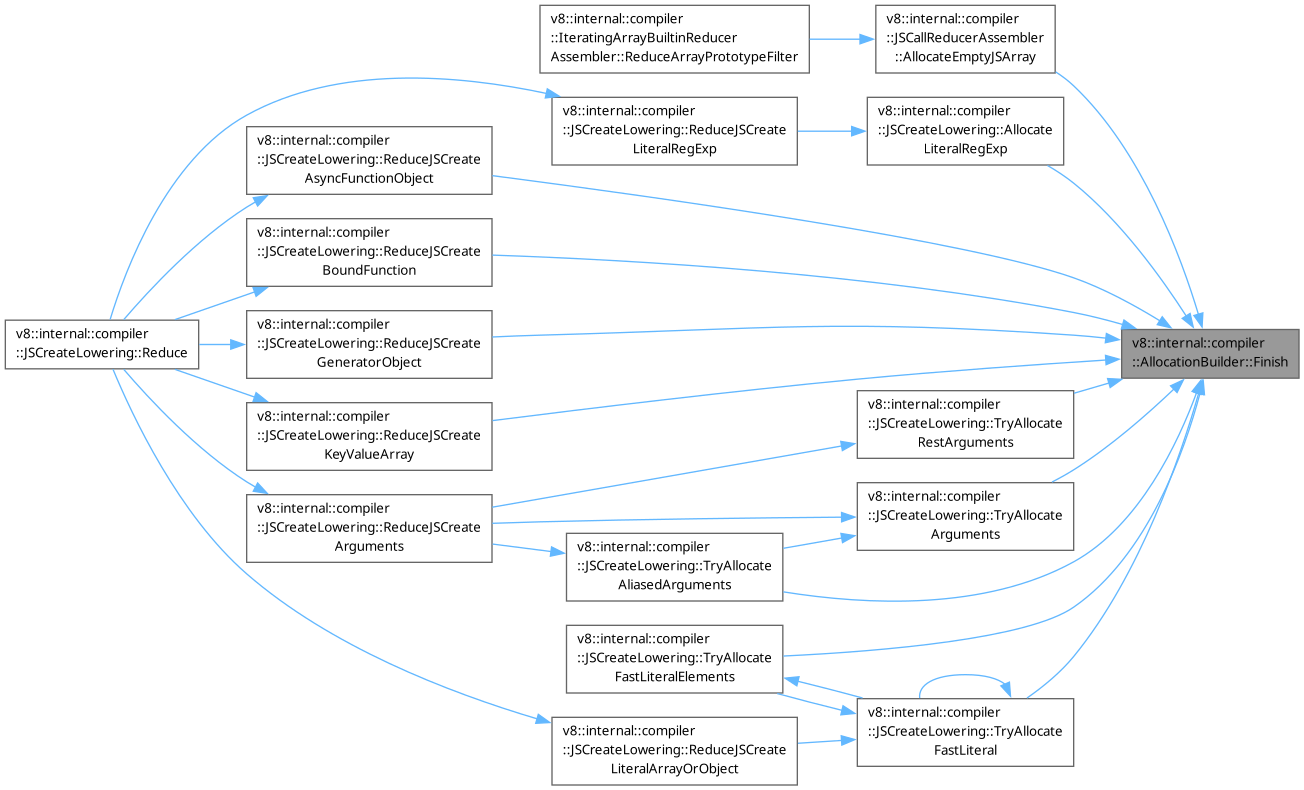 v8::internal::compiler
::IteratingArrayBuiltinReducer
Assembler::ReduceArrayPrototypeFilter
v8::internal::compiler
::JSCallReducerAssembler
::AllocateEmptyJSArray
v8::internal::compiler
::JSCreateLowering::ReduceJSCreate
LiteralRegExp
v8::internal::compiler
::JSCreateLowering::Allocate
LiteralRegExp
v8::internal::compiler
::JSCreateLowering::ReduceJSCreate
AsyncFunctionObject
v8::internal::compiler
::JSCreateLowering::ReduceJSCreate
BoundFunction
v8::internal::compiler
::JSCreateLowering::Reduce
v8::internal::compiler
::JSCreateLowering::ReduceJSCreate
GeneratorObject
v8::internal::compiler
::AllocationBuilder::Finish
v8::internal::compiler
::JSCreateLowering::ReduceJSCreate
KeyValueArray
v8::internal::compiler
::JSCreateLowering::TryAllocate
RestArguments
v8::internal::compiler
::JSCreateLowering::ReduceJSCreate
Arguments
v8::internal::compiler
::JSCreateLowering::TryAllocate
Arguments
v8::internal::compiler
::JSCreateLowering::TryAllocate
AliasedArguments
v8::internal::compiler
::JSCreateLowering::TryAllocate
FastLiteralElements
v8::internal::compiler
::JSCreateLowering::TryAllocate
FastLiteral
v8::internal::compiler
::JSCreateLowering::ReduceJSCreate
LiteralArrayOrObject